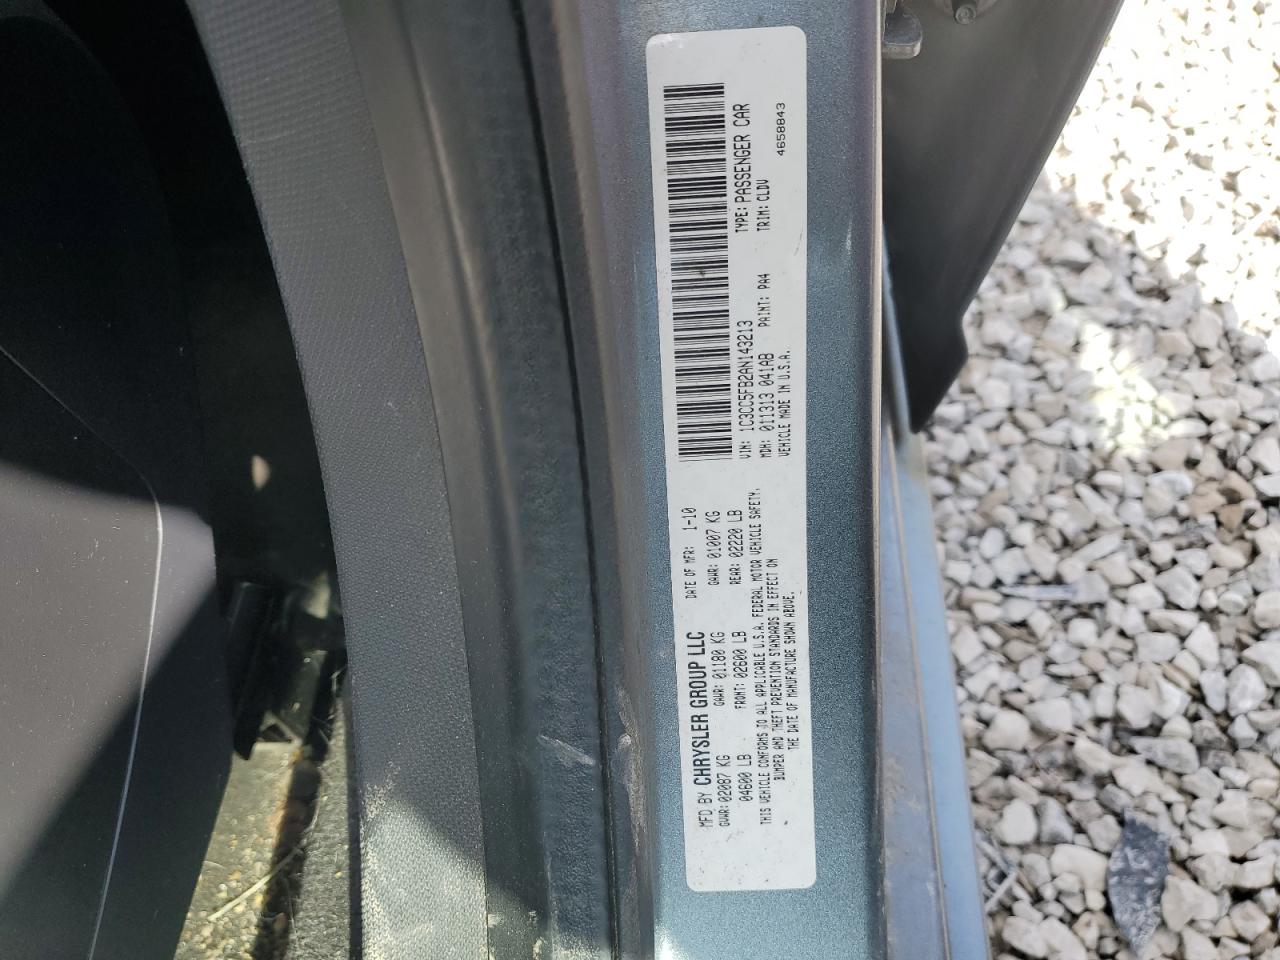 MFD BY CHRYSLER GROUP LLC DATE OF MFR: 1-10
GVWR: 02087 KG GAWR: 01180 KG GAWR: 01007 KG
04600 LB FRONT: 02600 LB REAR: 02220 LB
THIS VEHICLE CONFORMS TO ALL APPLICABLE U.S.A. FEDERAL MOTOR VEHICLE SAFETY,
BUMPER AND THEFT PREVENTION STANDARDS IN EFFECT ON
THE DATE OF MANUFACTURE SHOWN ABOVE.
VIN: 1C3CC5FB2AN143213 TYPE: PASSENGER CAR
MDH: 011313 041AB PAINT: PA4 TRIM: CLDV
VEHICLE MADE IN U.S.A. 4658843